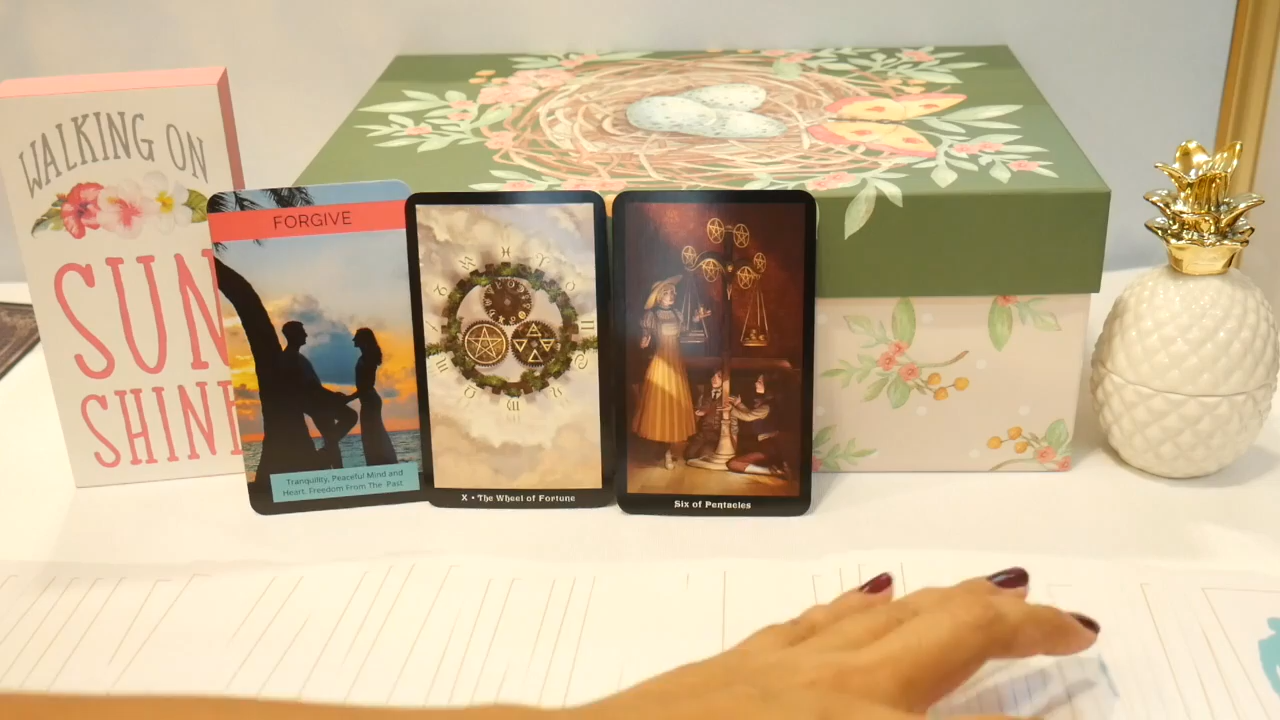 WALKING ON
SUN
SHIN
FORGIVE
Tranquility, Peaceful Mind and
Heart. Freedom From The Past
X • The Wheel of Fortune
Six of Pentacles